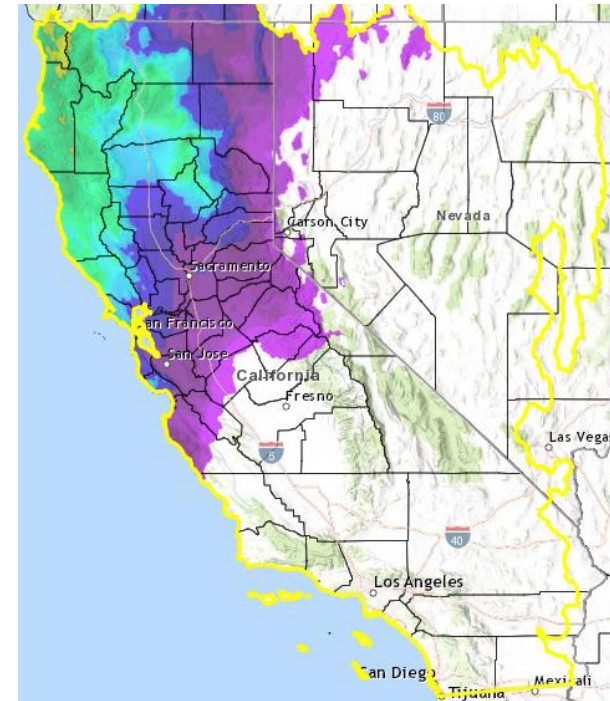 80
Carson City
Nevada
Sacramento
an Francisco
San Jose
California
Fresno
5
Las Vegas
40
Los Angeles
San Diego
Tijuana
Mexicali